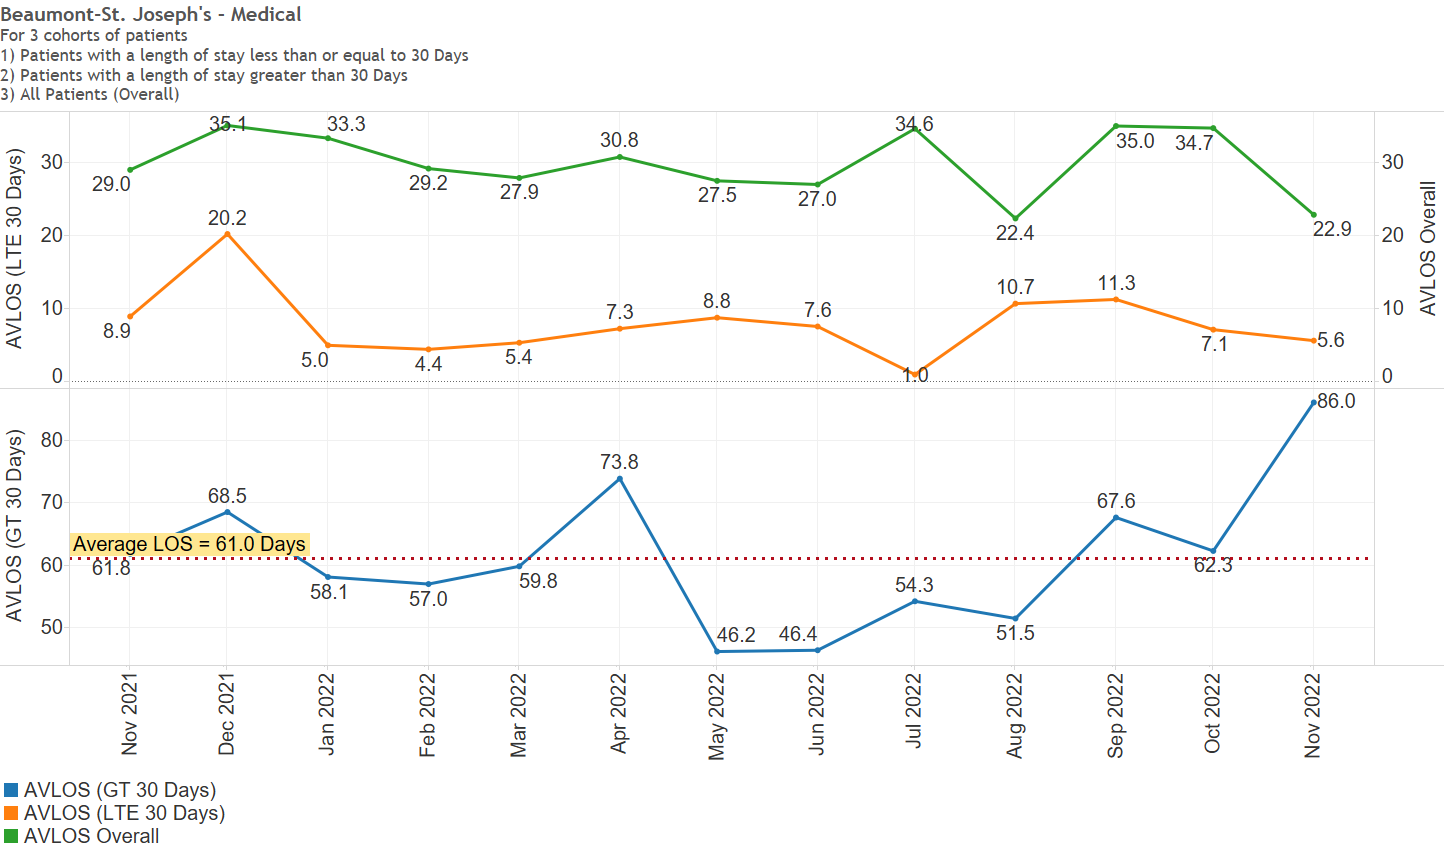 Beaumont-St. Joseph's - Medical
For 3 cohorts of patients
1) Patients with a length of stay less than or equal to 30 Days
2) Patients with a length of stay greater than 30 Days
3) All Patients (Overall)
AVLOS (LTE 30 Days)
30
20
10
0
29.0
35.1
33.3
29.2
27.9
30.8
27.5
27.0
34.6
22.4
35.0
34.7
22.9
8.9
20.2
5.0
4.4
5.4
7.3
8.8
7.6
1.0
10.7
11.3
7.1
5.6
30
20
10
0
AVLOS Overall
AVLOS (GT 30 Days)
80
70
60
50
Average LOS = 61.0 Days
61.8
68.5
58.1
57.0
59.8
73.8
46.2
46.4
54.3
51.5
67.6
62.3
86.0
Nov 2021
Dec 2021
Jan 2022
Feb 2022
Mar 2022
Apr 2022
May 2022
Jun 2022
Jul 2022
Aug 2022
Sep 2022
Oct 2022
Nov 2022
AVLOS (GT 30 Days)
AVLOS (LTE 30 Days)
AVLOS Overall